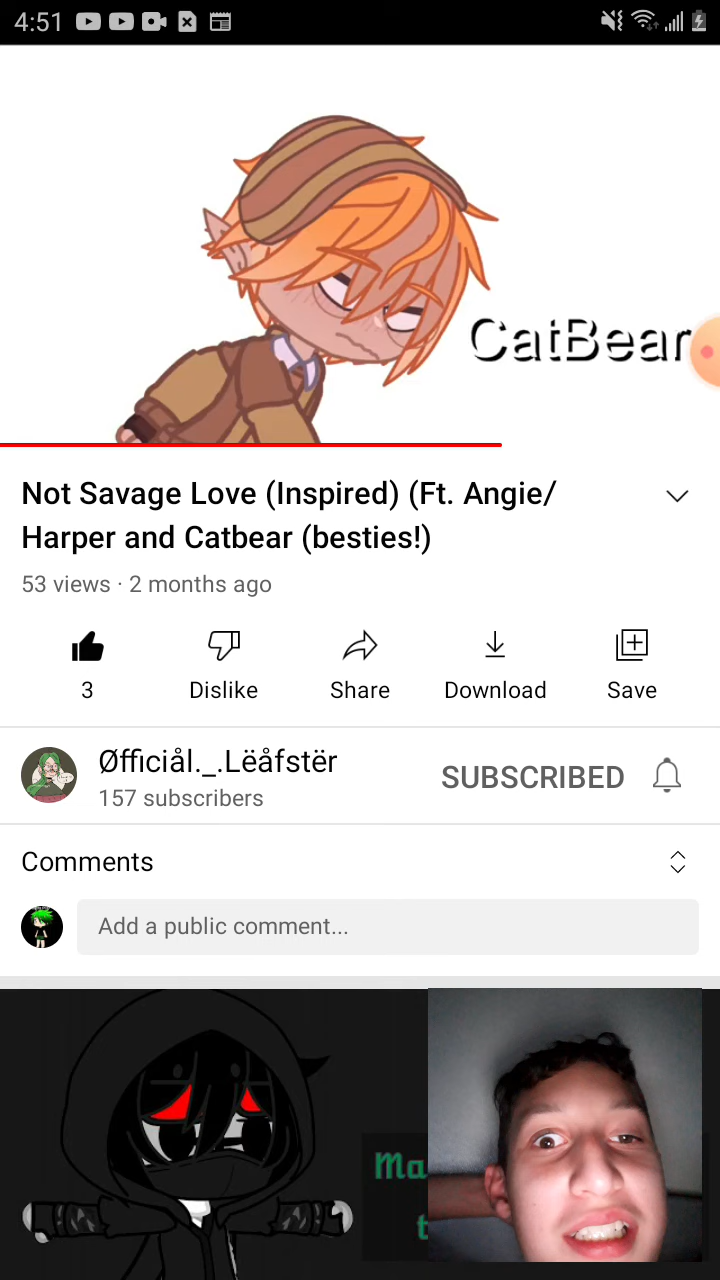 4:51
CatBear
Not Savage Love (Inspired) (Ft. Angie/
Harper and Catbear (besties!)
53 views · 2 months ago
3
Dislike
Share
Download
Save
Øfficiål._.Lëåfstër
157 subscribers
SUBSCRIBED
Comments
Add a public comment...
Ma
t